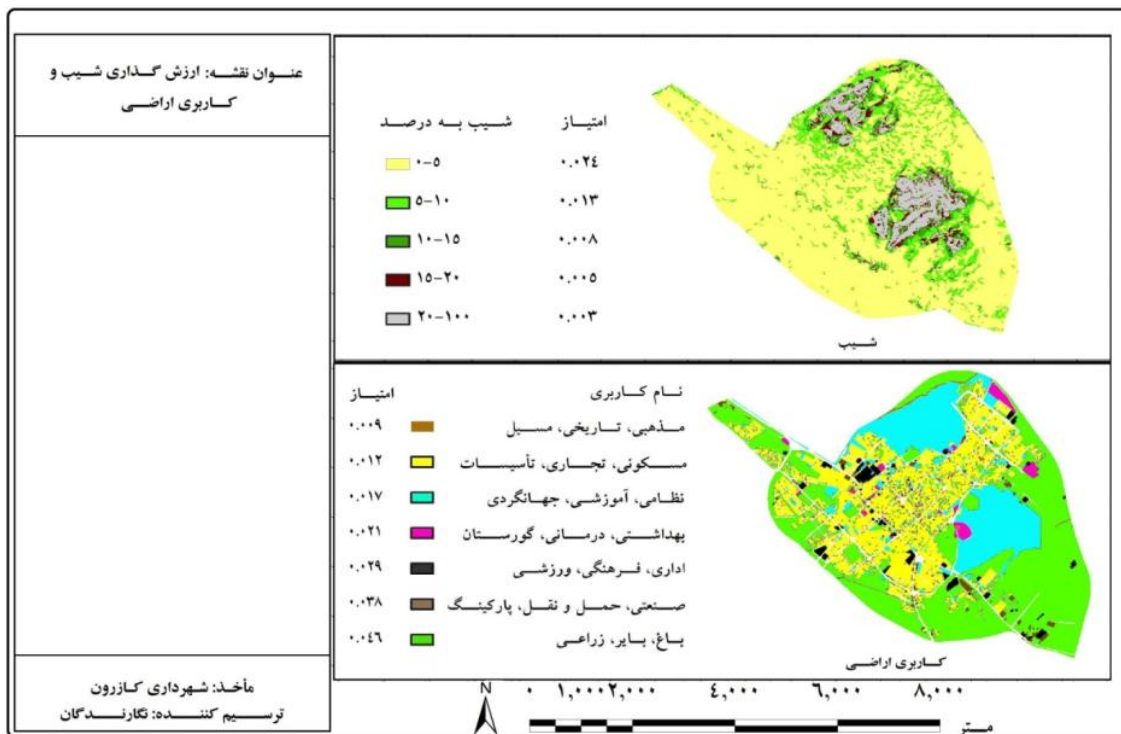 عنوان نقشه: ارزش گذاری شیب و
کاربری اراضی
شیب به درصد امتیاز
۰-۵ ۰.۰۲٤
۵-۱۰ ۰.۰۱۳
۱۰-۱۵ ۰.۰۰۸
۱۵-۲۰ ۰.۰۰۵
۲۰-۱۰۰ ۰.۰۰۳
شیب
نام کاربری امتیاز
مذهبی، تاریخی، مسیل ۰.۰۰۹
مسکونی، تجاری، تأسیسات ۰.۰۱۲
نظامی، آموزشی، جهانگردی ۰.۰۱۷
بهداشتی، درمانی، گورستان ۰.۰۲۱
اداری، فرهنگی، ورزشی ۰.۰۲۹
صنعتی، حمل و نقل، پارکینگ ۰.۰۳۸
باغ، بایر، زراعی ۰.۰٤٦
کاربری اراضی
مأخذ: شهرداری کازرون
ترسیم کننده: نگارندگان
N
۰ ۱,۰۰۰ ۲,۰۰۰ ٤,۰۰۰ ٦,۰۰۰ ۸,۰۰۰
متر